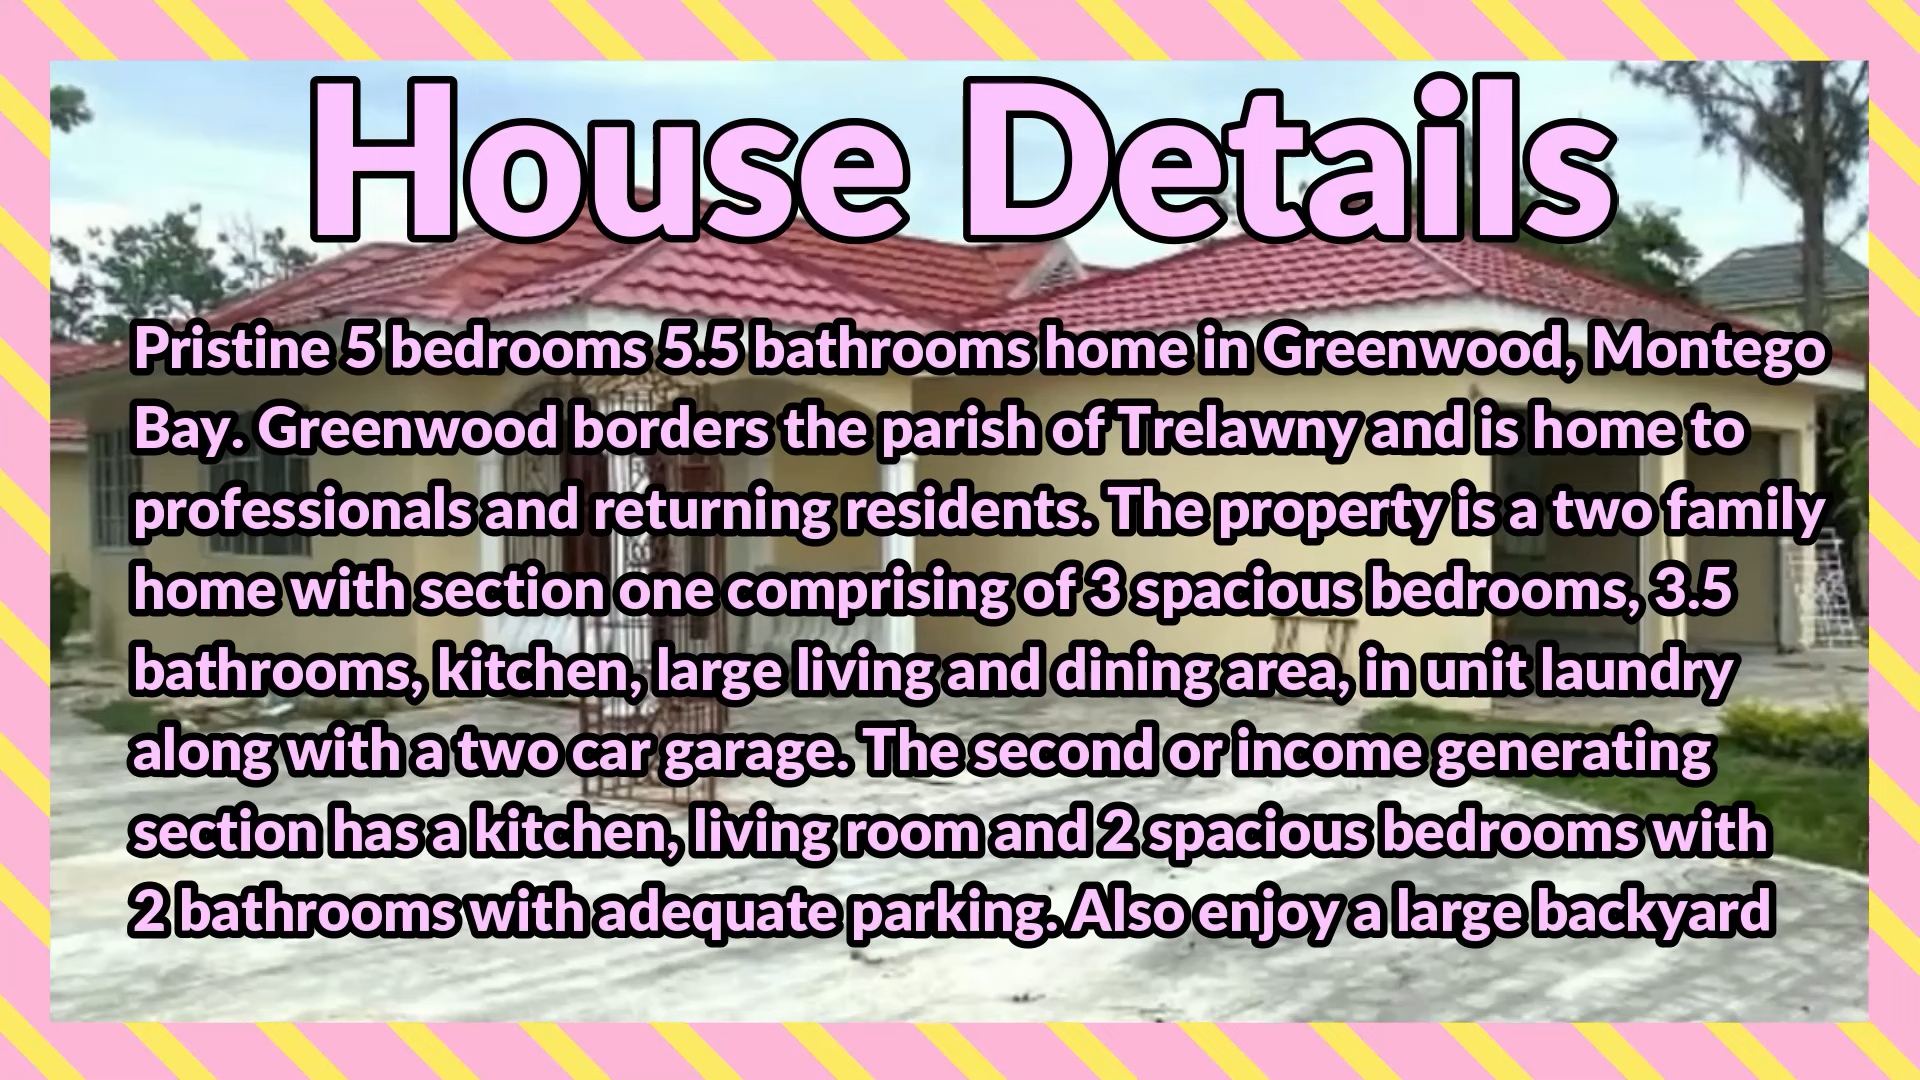 House Details
Pristine 5 bedrooms 5.5 bathrooms home in Greenwood, Montego
Bay. Greenwood borders the parish of Trelawny and is home to
professionals and returning residents. The property is a two family
home with section one comprising of 3 spacious bedrooms, 3.5
bathrooms, kitchen, large living and dining area, in unit laundry
along with a two car garage. The second or income generating
section has a kitchen, living room and 2 spacious bedrooms with
2 bathrooms with adequate parking. Also enjoy a large backyard